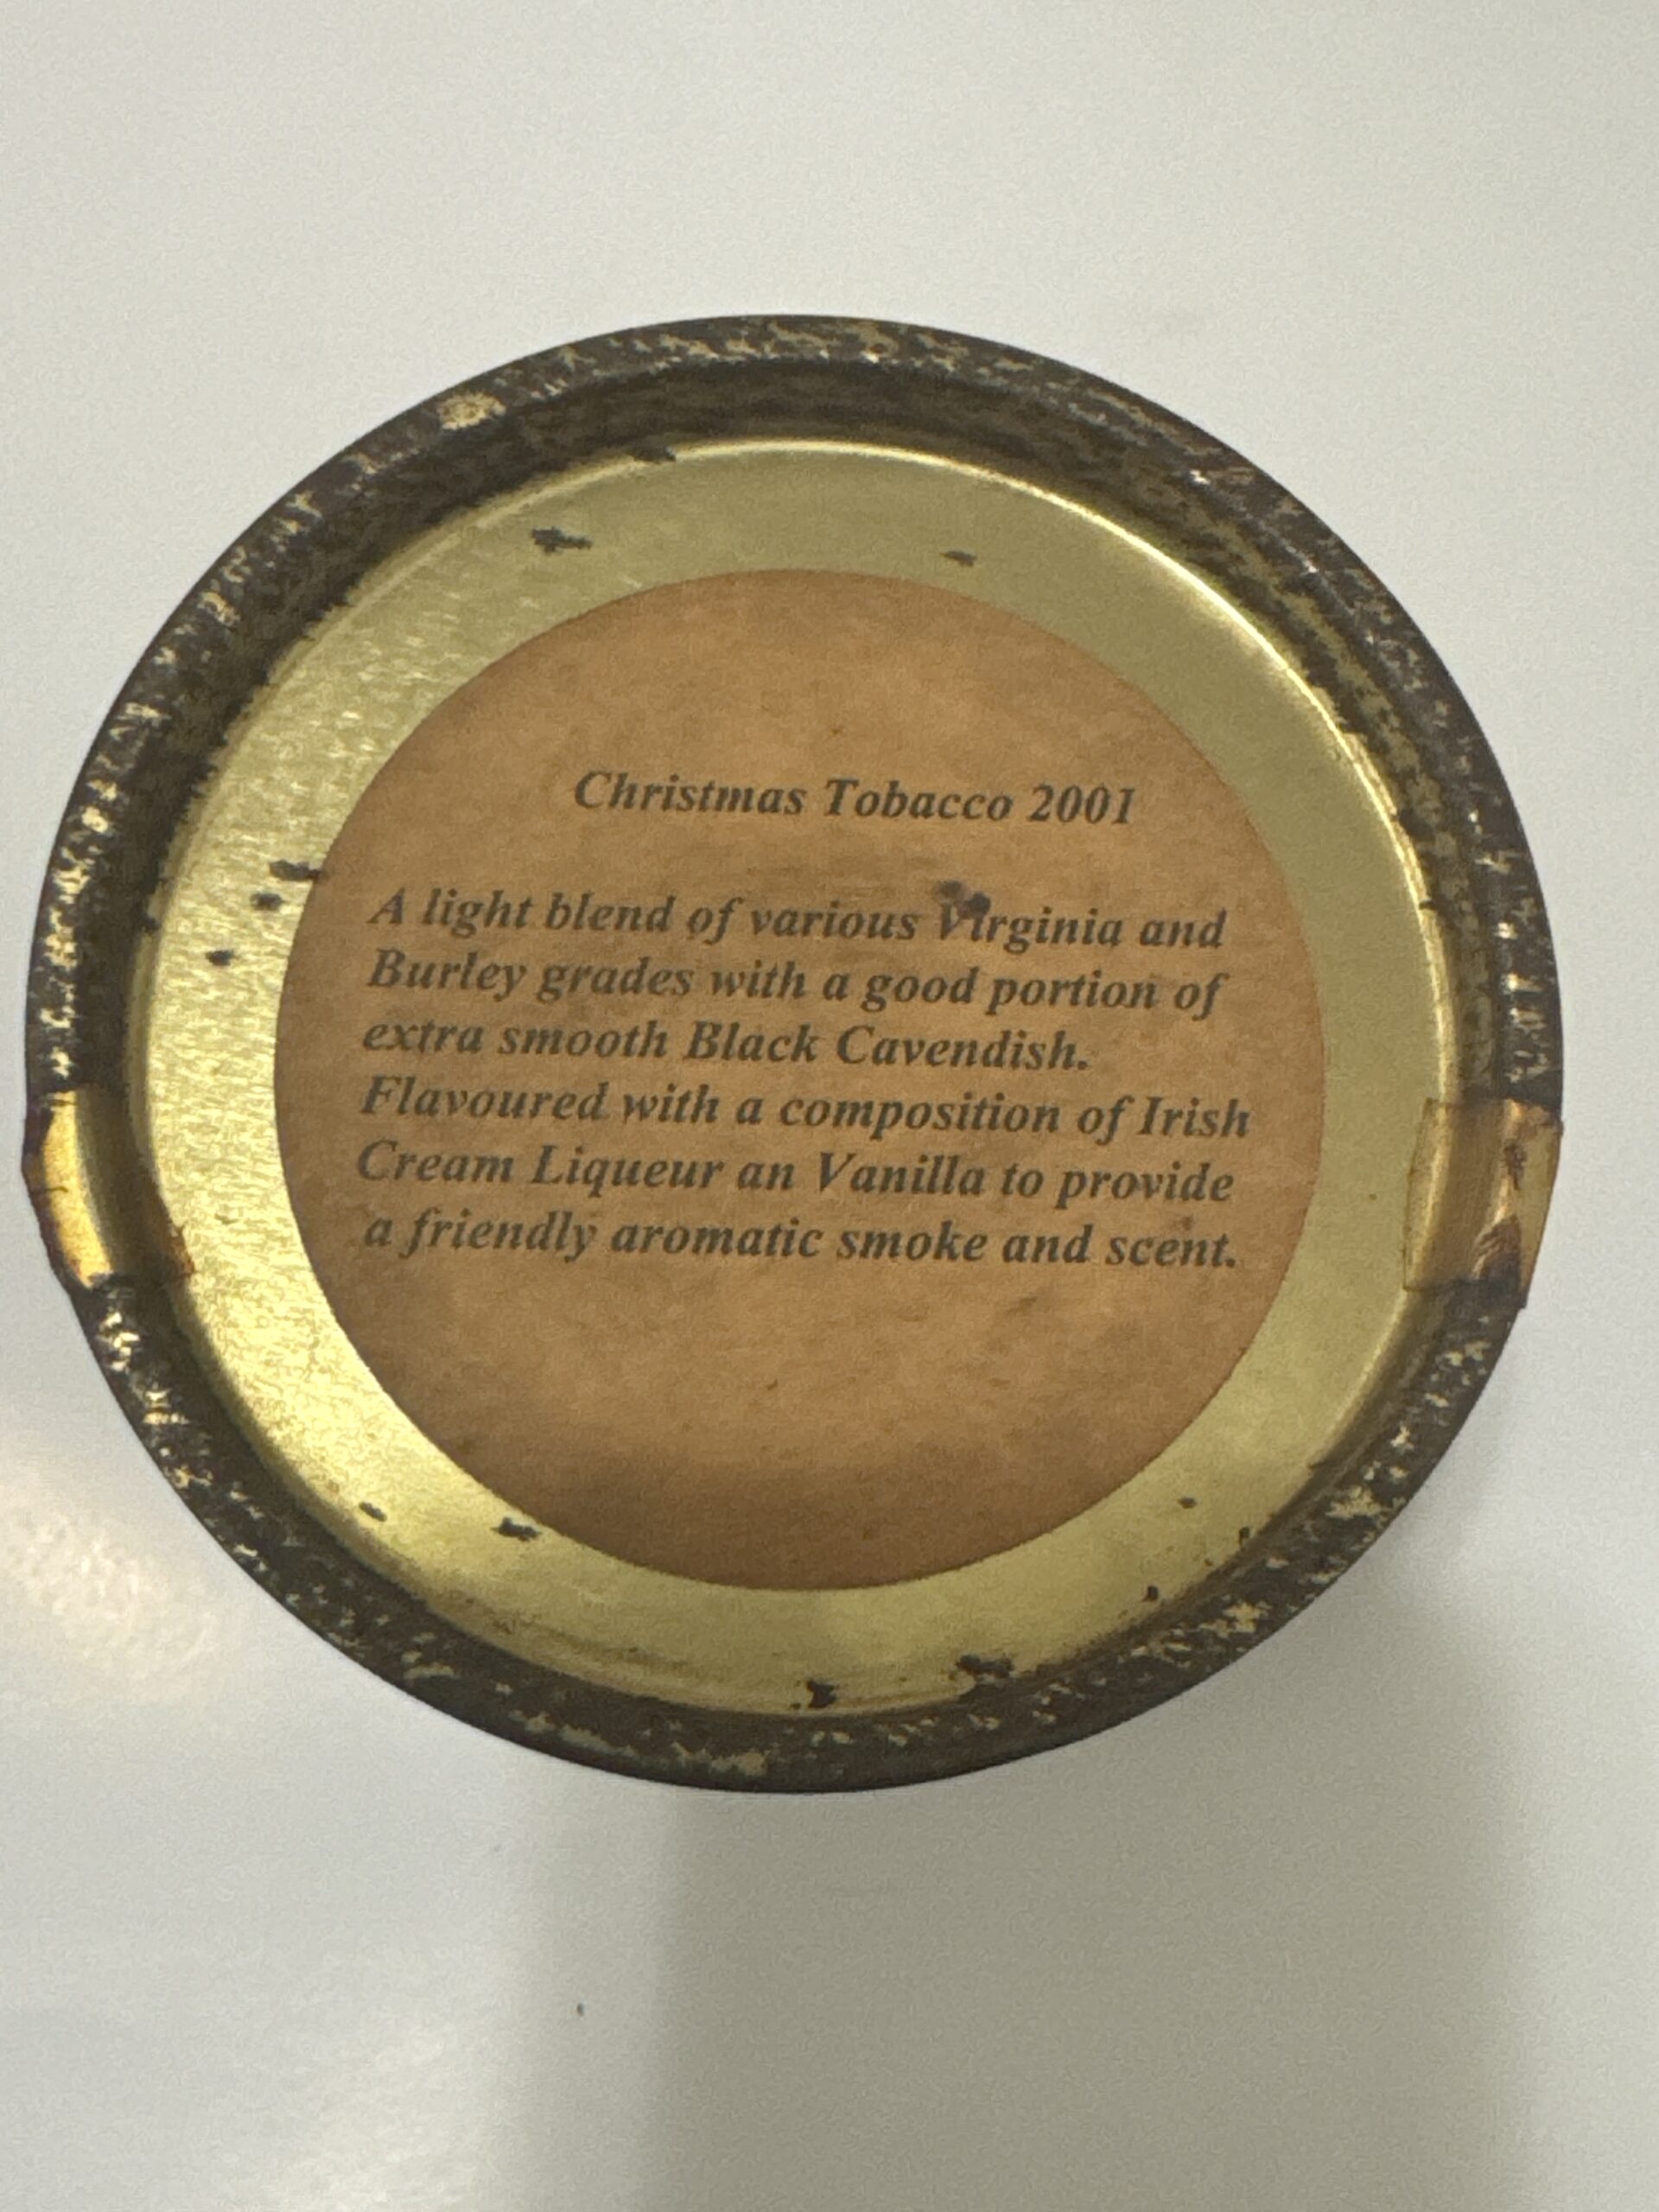 Christmas Tobacco 2001
A light blend of various Virginia and
Burley grades with a good portion of
extra smooth Black Cavendish.
Flavoured with a composition of Irish
Cream Liqueur an Vanilla to provide
a friendly aromatic smoke and scent.